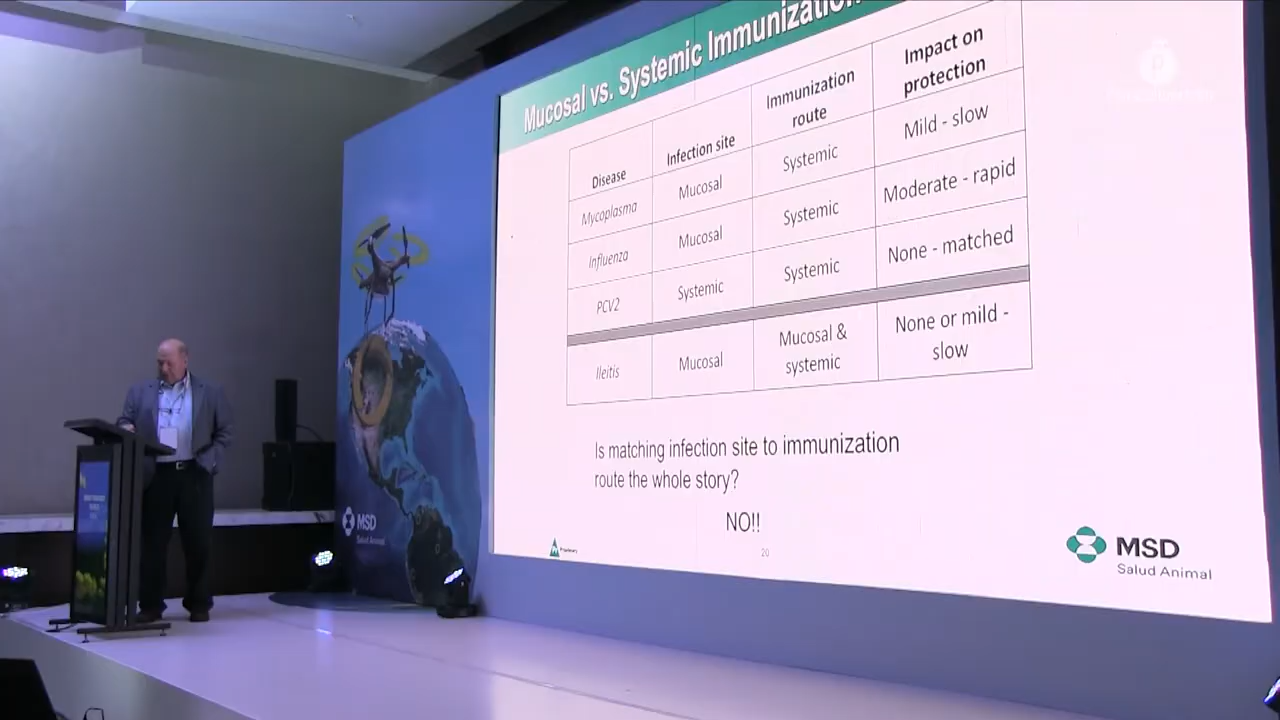 Mucosal vs. Systemic Immunization
Disease
Infection site
Immunization
route
Impact on
protection
Mycoplasma
Mucosal
Systemic
Mild - slow
Influenza
Mucosal
Systemic
Moderate - rapid
PCV2
Systemic
Systemic
None - matched
Ileitis
Mucosal
Mucosal &
systemic
None or mild -
slow
Is matching infection site to immunization
route the whole story?
NO!!
20
MSD
Salud Animal
MSD
Salud Animal